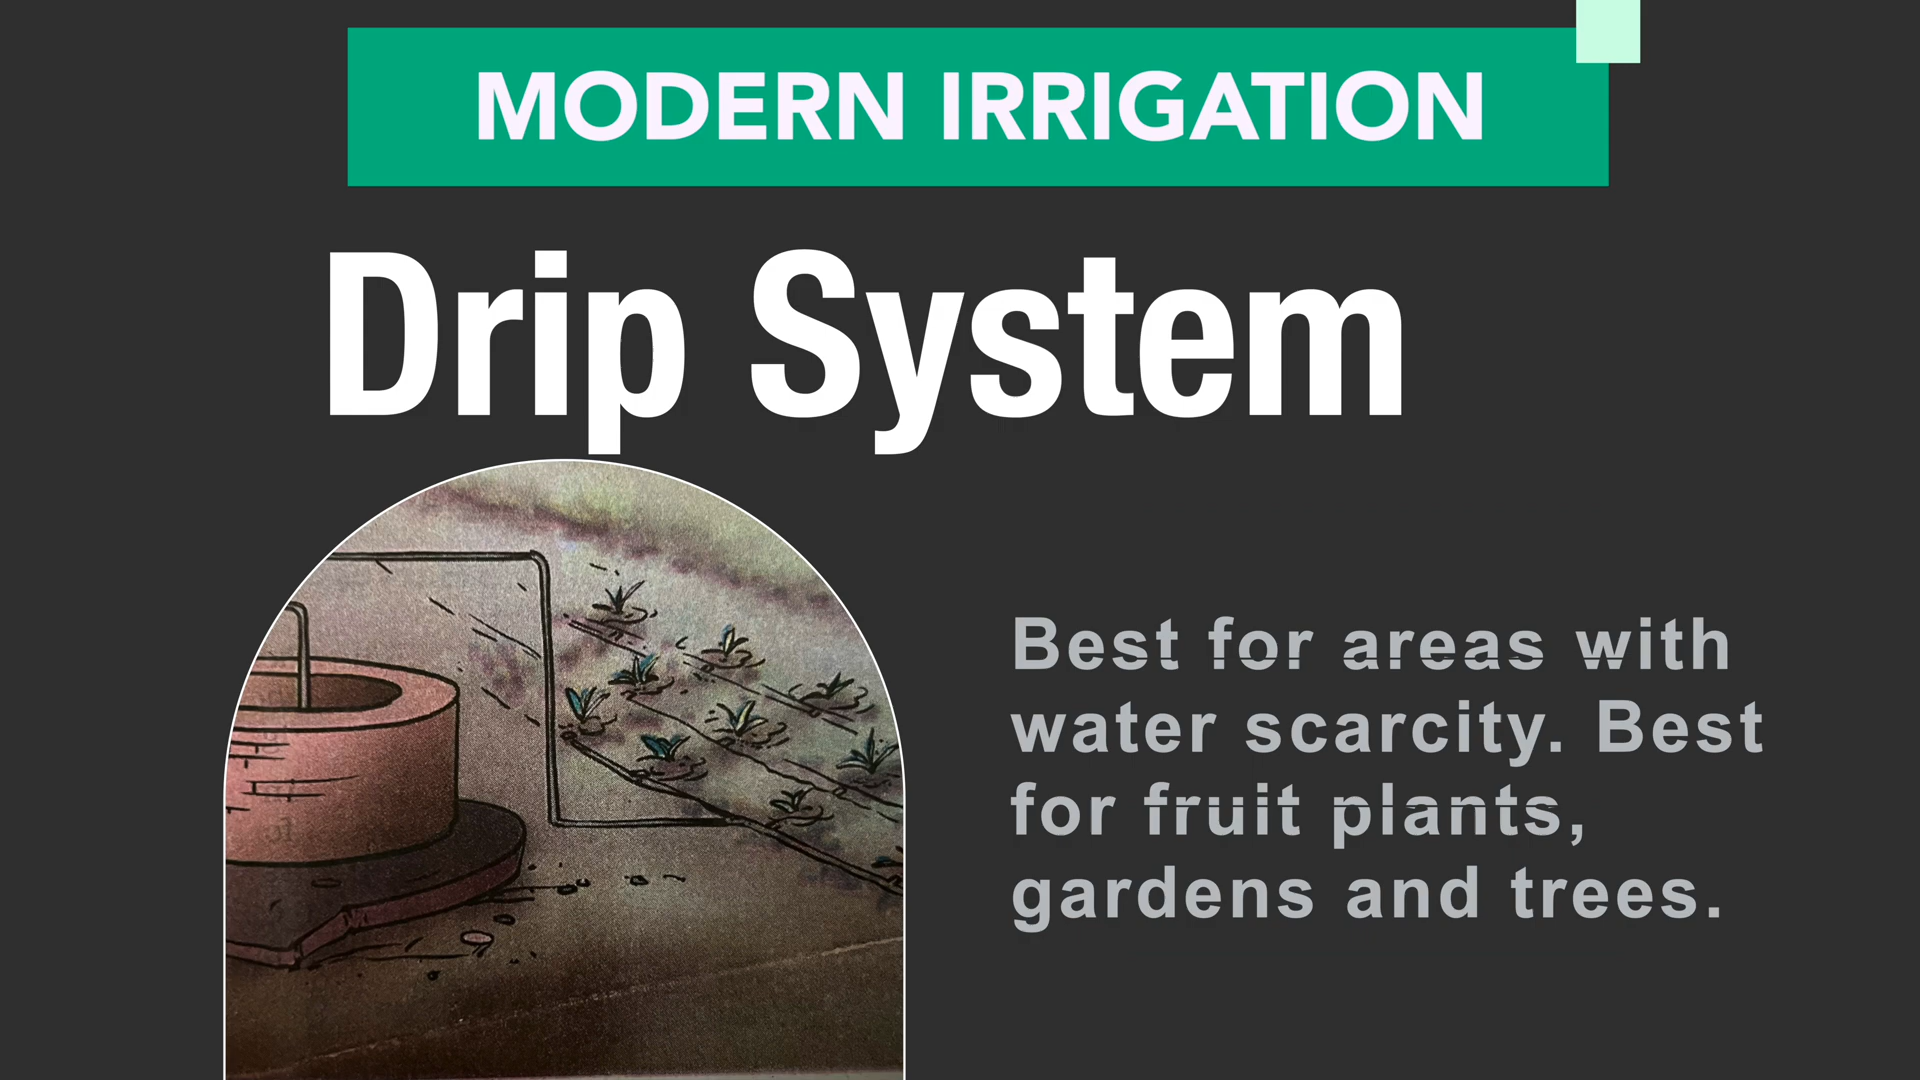 MODERN IRRIGATION
Drip System
Best for areas with
water scarcity. Best
for fruit plants,
gardens and trees.